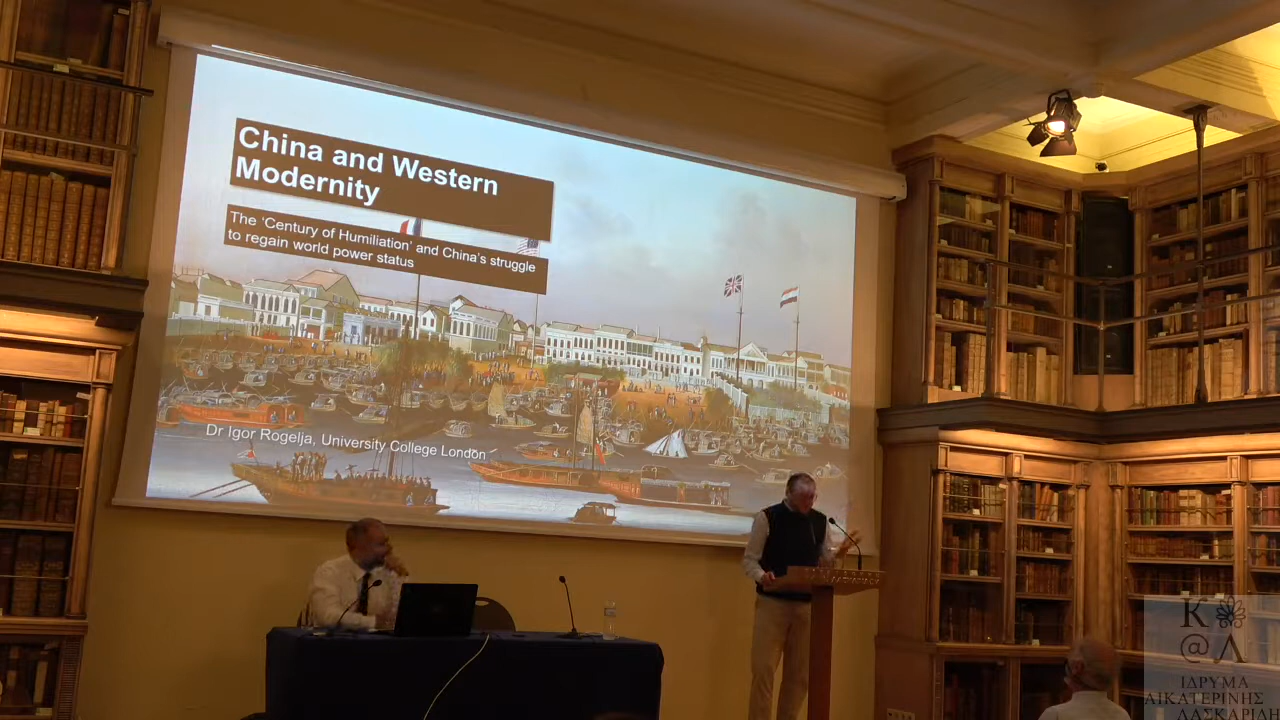 China and Western
Modernity
The 'Century of Humiliation' and China's struggle
to regain world power status
Dr Igor Rogelja, University College London
Κ
@Λ
ΙΔΡΥΜΑ
ΑΙΚΑΤΕΡΙΝΗΣ
ΛΑΣΚΑΡΙΔΗ